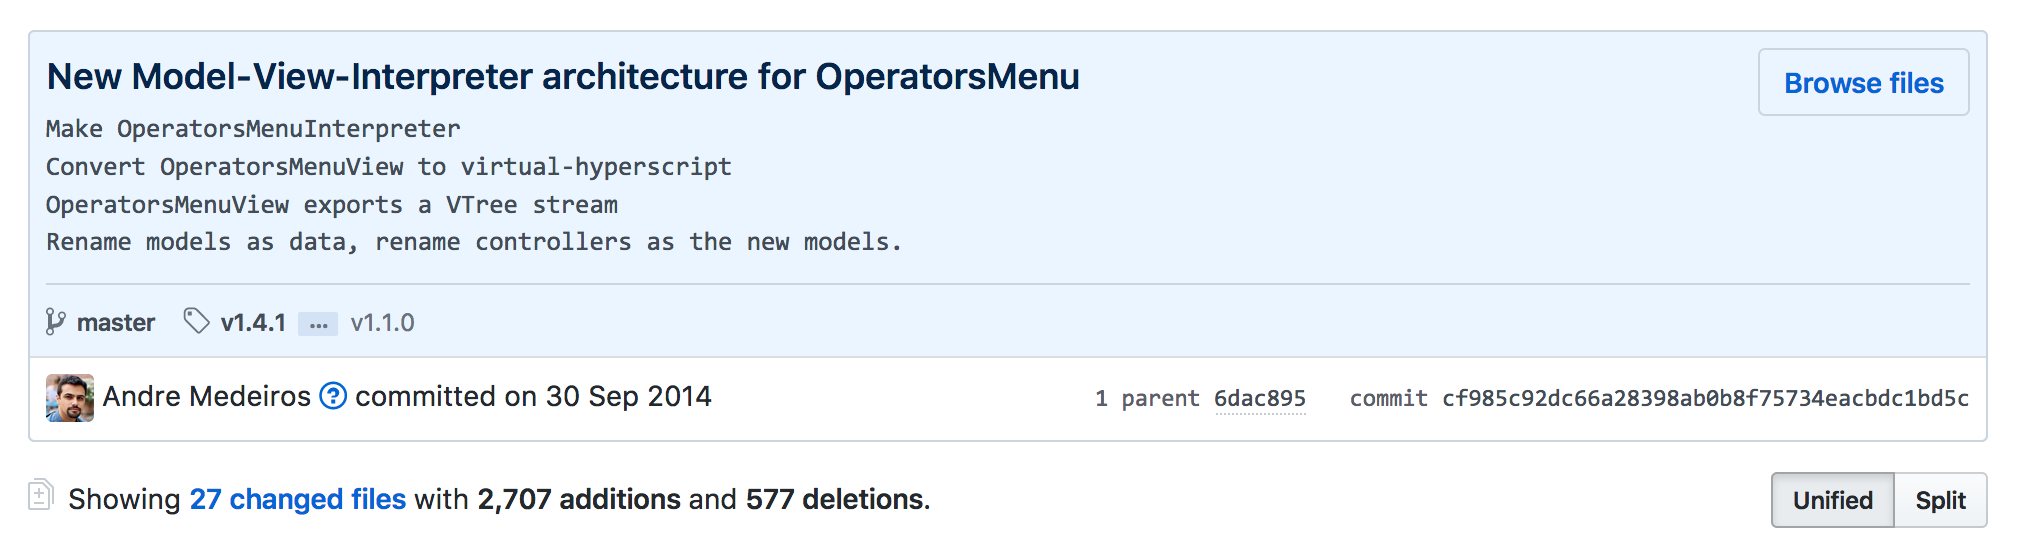 New Model-View-Interpreter architecture for OperatorsMenu
Browse files
Make OperatorsMenuInterpreter
Convert OperatorsMenuView to virtual-hyperscript
OperatorsMenuView exports a VTree stream
Rename models as data, rename controllers as the new models.
master v1.4.1 ... v1.1.0
Andre Medeiros ? committed on 30 Sep 2014 1 parent 6dac895 commit cf985c92dc66a28398ab0b8f75734eacbdc1bd5c
Showing 27 changed files with 2,707 additions and 577 deletions. Unified Split